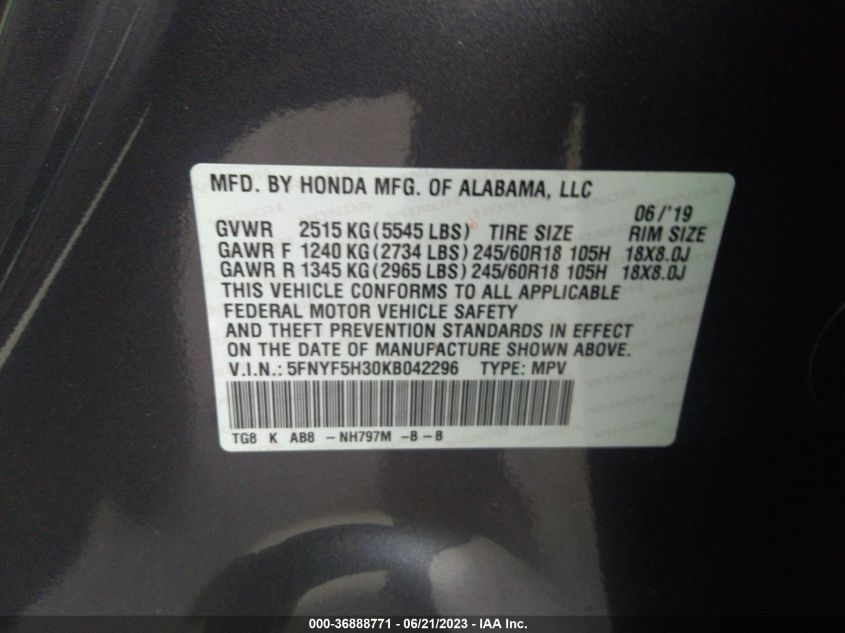 MFD. BY HONDA MFG. OF ALABAMA, LLC
06/'19
GVWR 2515 KG (5545 LBS) TIRE SIZE RIM SIZE
GAWR F 1240 KG (2734 LBS) 245/60R18 105H 18X8.0J
GAWR R 1345 KG (2965 LBS) 245/60R18 105H 18X8.0J
THIS VEHICLE CONFORMS TO ALL APPLICABLE
FEDERAL MOTOR VEHICLE SAFETY
AND THEFT PREVENTION STANDARDS IN EFFECT
ON THE DATE OF MANUFACTURE SHOWN ABOVE.
V.I.N.: 5FNYF5H30KB042296 TYPE: MPV
TG8 K AB8 -NH797M -B-B
000-36888771 - 06/21/2023 - IAA Inc.